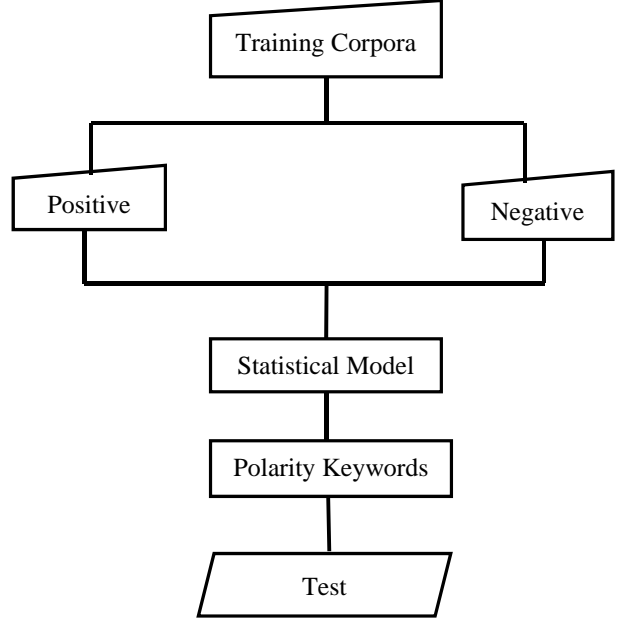 Training Corpora
Positive
Negative
Statistical Model
Polarity Keywords
Test